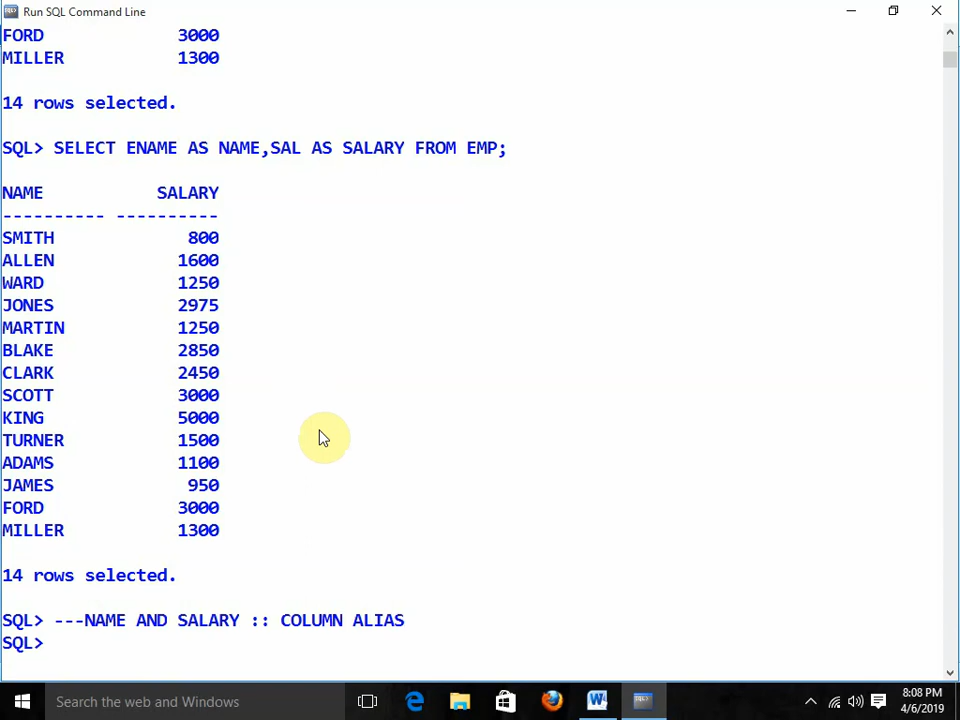 Run SQL Command Line
FORD 3000
MILLER 1300
14 rows selected.
SQL> SELECT ENAME AS NAME,SAL AS SALARY FROM EMP;
NAME SALARY
---------- ----------
SMITH 800
ALLEN 1600
WARD 1250
JONES 2975
MARTIN 1250
BLAKE 2850
CLARK 2450
SCOTT 3000
KING 5000
TURNER 1500
ADAMS 1100
JAMES 950
FORD 3000
MILLER 1300
14 rows selected.
SQL> ---NAME AND SALARY :: COLUMN ALIAS
SQL>
Search the web and Windows
8:08 PM
4/6/2019